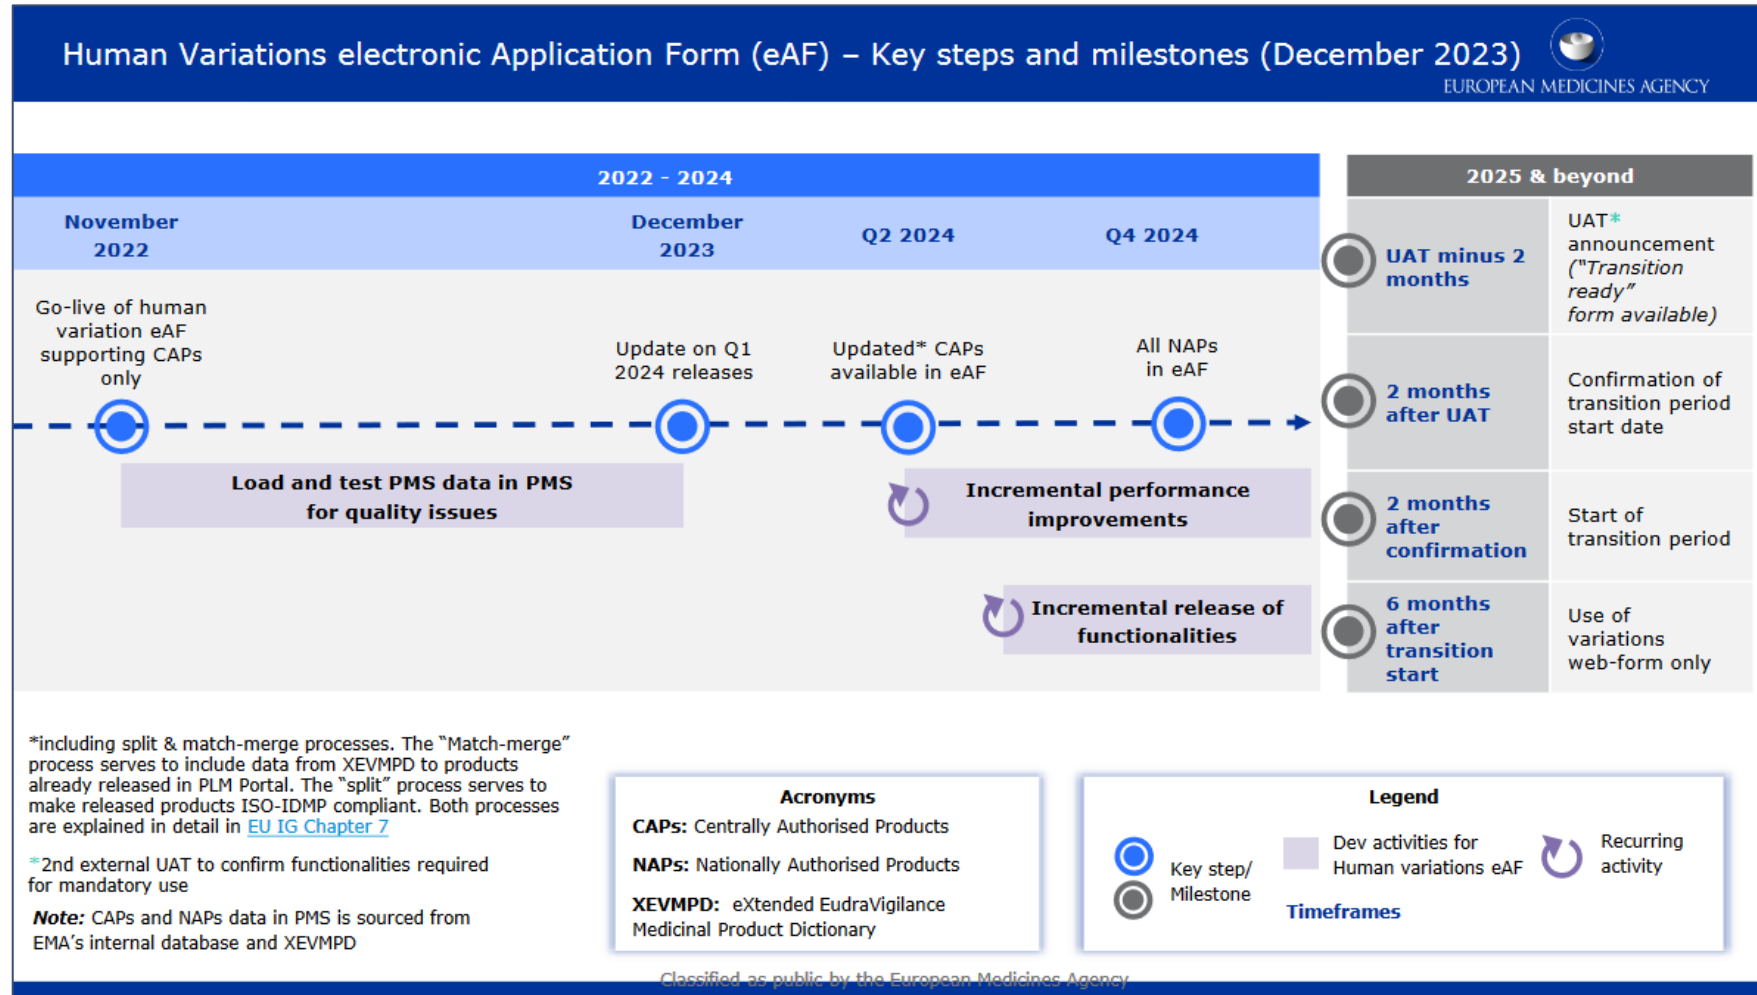 Human Variations electronic Application Form (eAF) – Key steps and milestones (December 2023)
EUROPEAN MEDICINES AGENCY
2022 - 2024
November
2022
December
2023
Q2 2024
Q4 2024
Go-live of human
variation eAF
supporting CAPs
only
Update on Q1
2024 releases
Updated* CAPs
available in eAF
All NAPs
in eAF
Load and test PMS data in PMS
for quality issues
Incremental performance
improvements
Incremental release of
functionalities
2025 & beyond
UAT minus 2
months
UAT*
announcement
("Transition
ready"
form available)
2 months
after UAT
Confirmation of
transition period
start date
2 months
after
confirmation
Start of
transition period
6 months
after
transition
start
Use of
variations
web-form only
*including split & match-merge processes. The "Match-merge"
process serves to include data from XEVMPD to products
already released in PLM Portal. The "split" process serves to
make released products ISO-IDMP compliant. Both processes
are explained in detail in EU IG Chapter 7
*2nd external UAT to confirm functionalities required
for mandatory use
Note: CAPs and NAPs data in PMS is sourced from
EMA's internal database and XEVMPD
Acronyms
CAPs: Centrally Authorised Products
NAPs: Nationally Authorised Products
XEVMPD: eXtended EudraVigilance
Medicinal Product Dictionary
Legend
Key step/
Milestone
Dev activities for
Human variations eAF
Recurring
activity
Timeframes
Classified as public by the European Medicines Agency